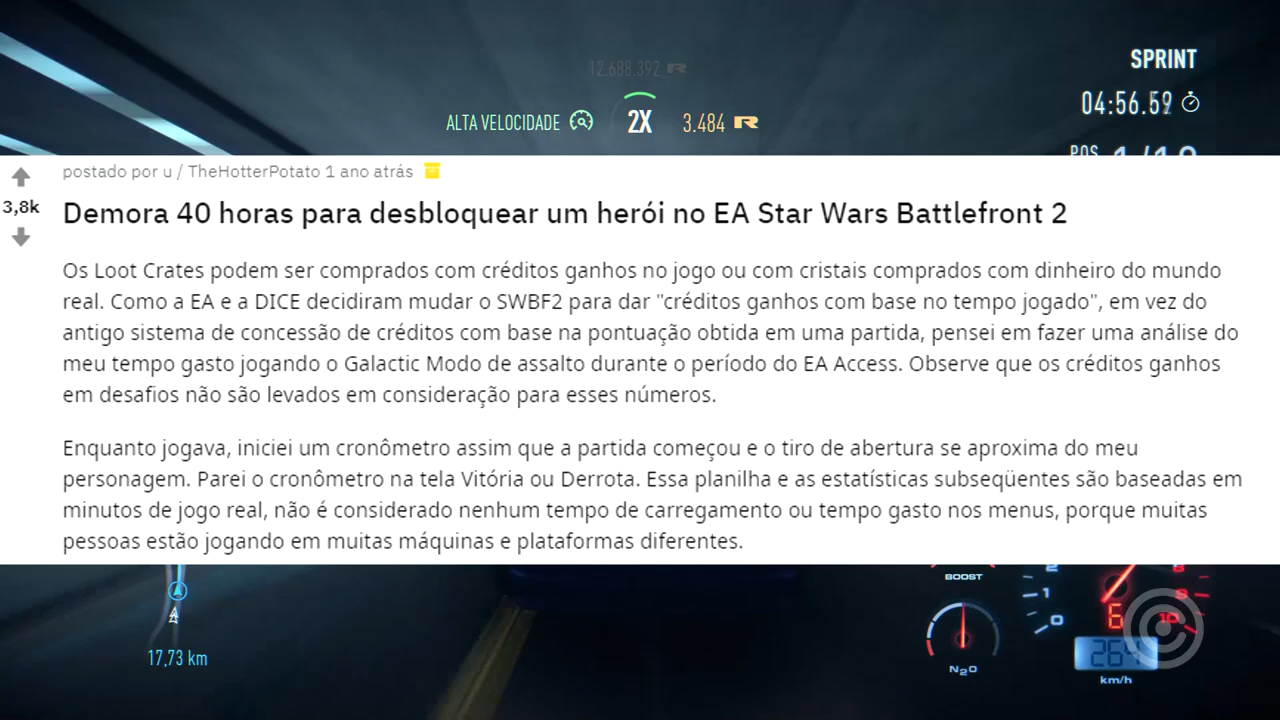 12.688.392
SPRINT
ALTA VELOCIDADE 2X 3.484
04:56.59
postado por u / TheHotterPotato 1 ano atrás
3,8k
Demora 40 horas para desbloquear um herói no EA Star Wars Battlefront 2
Os Loot Crates podem ser comprados com créditos ganhos no jogo ou com cristais comprados com dinheiro do mundo
real. Como a EA e a DICE decidiram mudar o SWBF2 para dar "créditos ganhos com base no tempo jogado", em vez do
antigo sistema de concessão de créditos com base na pontuação obtida em uma partida, pensei em fazer uma análise do
meu tempo gasto jogando o Galactic Modo de assalto durante o período do EA Access. Observe que os créditos ganhos
em desafios não são levados em consideração para esses números.
Enquanto jogava, iniciei um cronômetro assim que a partida começou e o tiro de abertura se aproxima do meu
personagem. Parei o cronômetro na tela Vitória ou Derrota. Essa planilha e as estatísticas subseqüentes são baseadas em
minutos de jogo real, não é considerado nenhum tempo de carregamento ou tempo gasto nos menus, porque muitas
pessoas estão jogando em muitas máquinas e plataformas diferentes.
BOOST
1
0
6
9
10
17,73 km
N2O
km/h